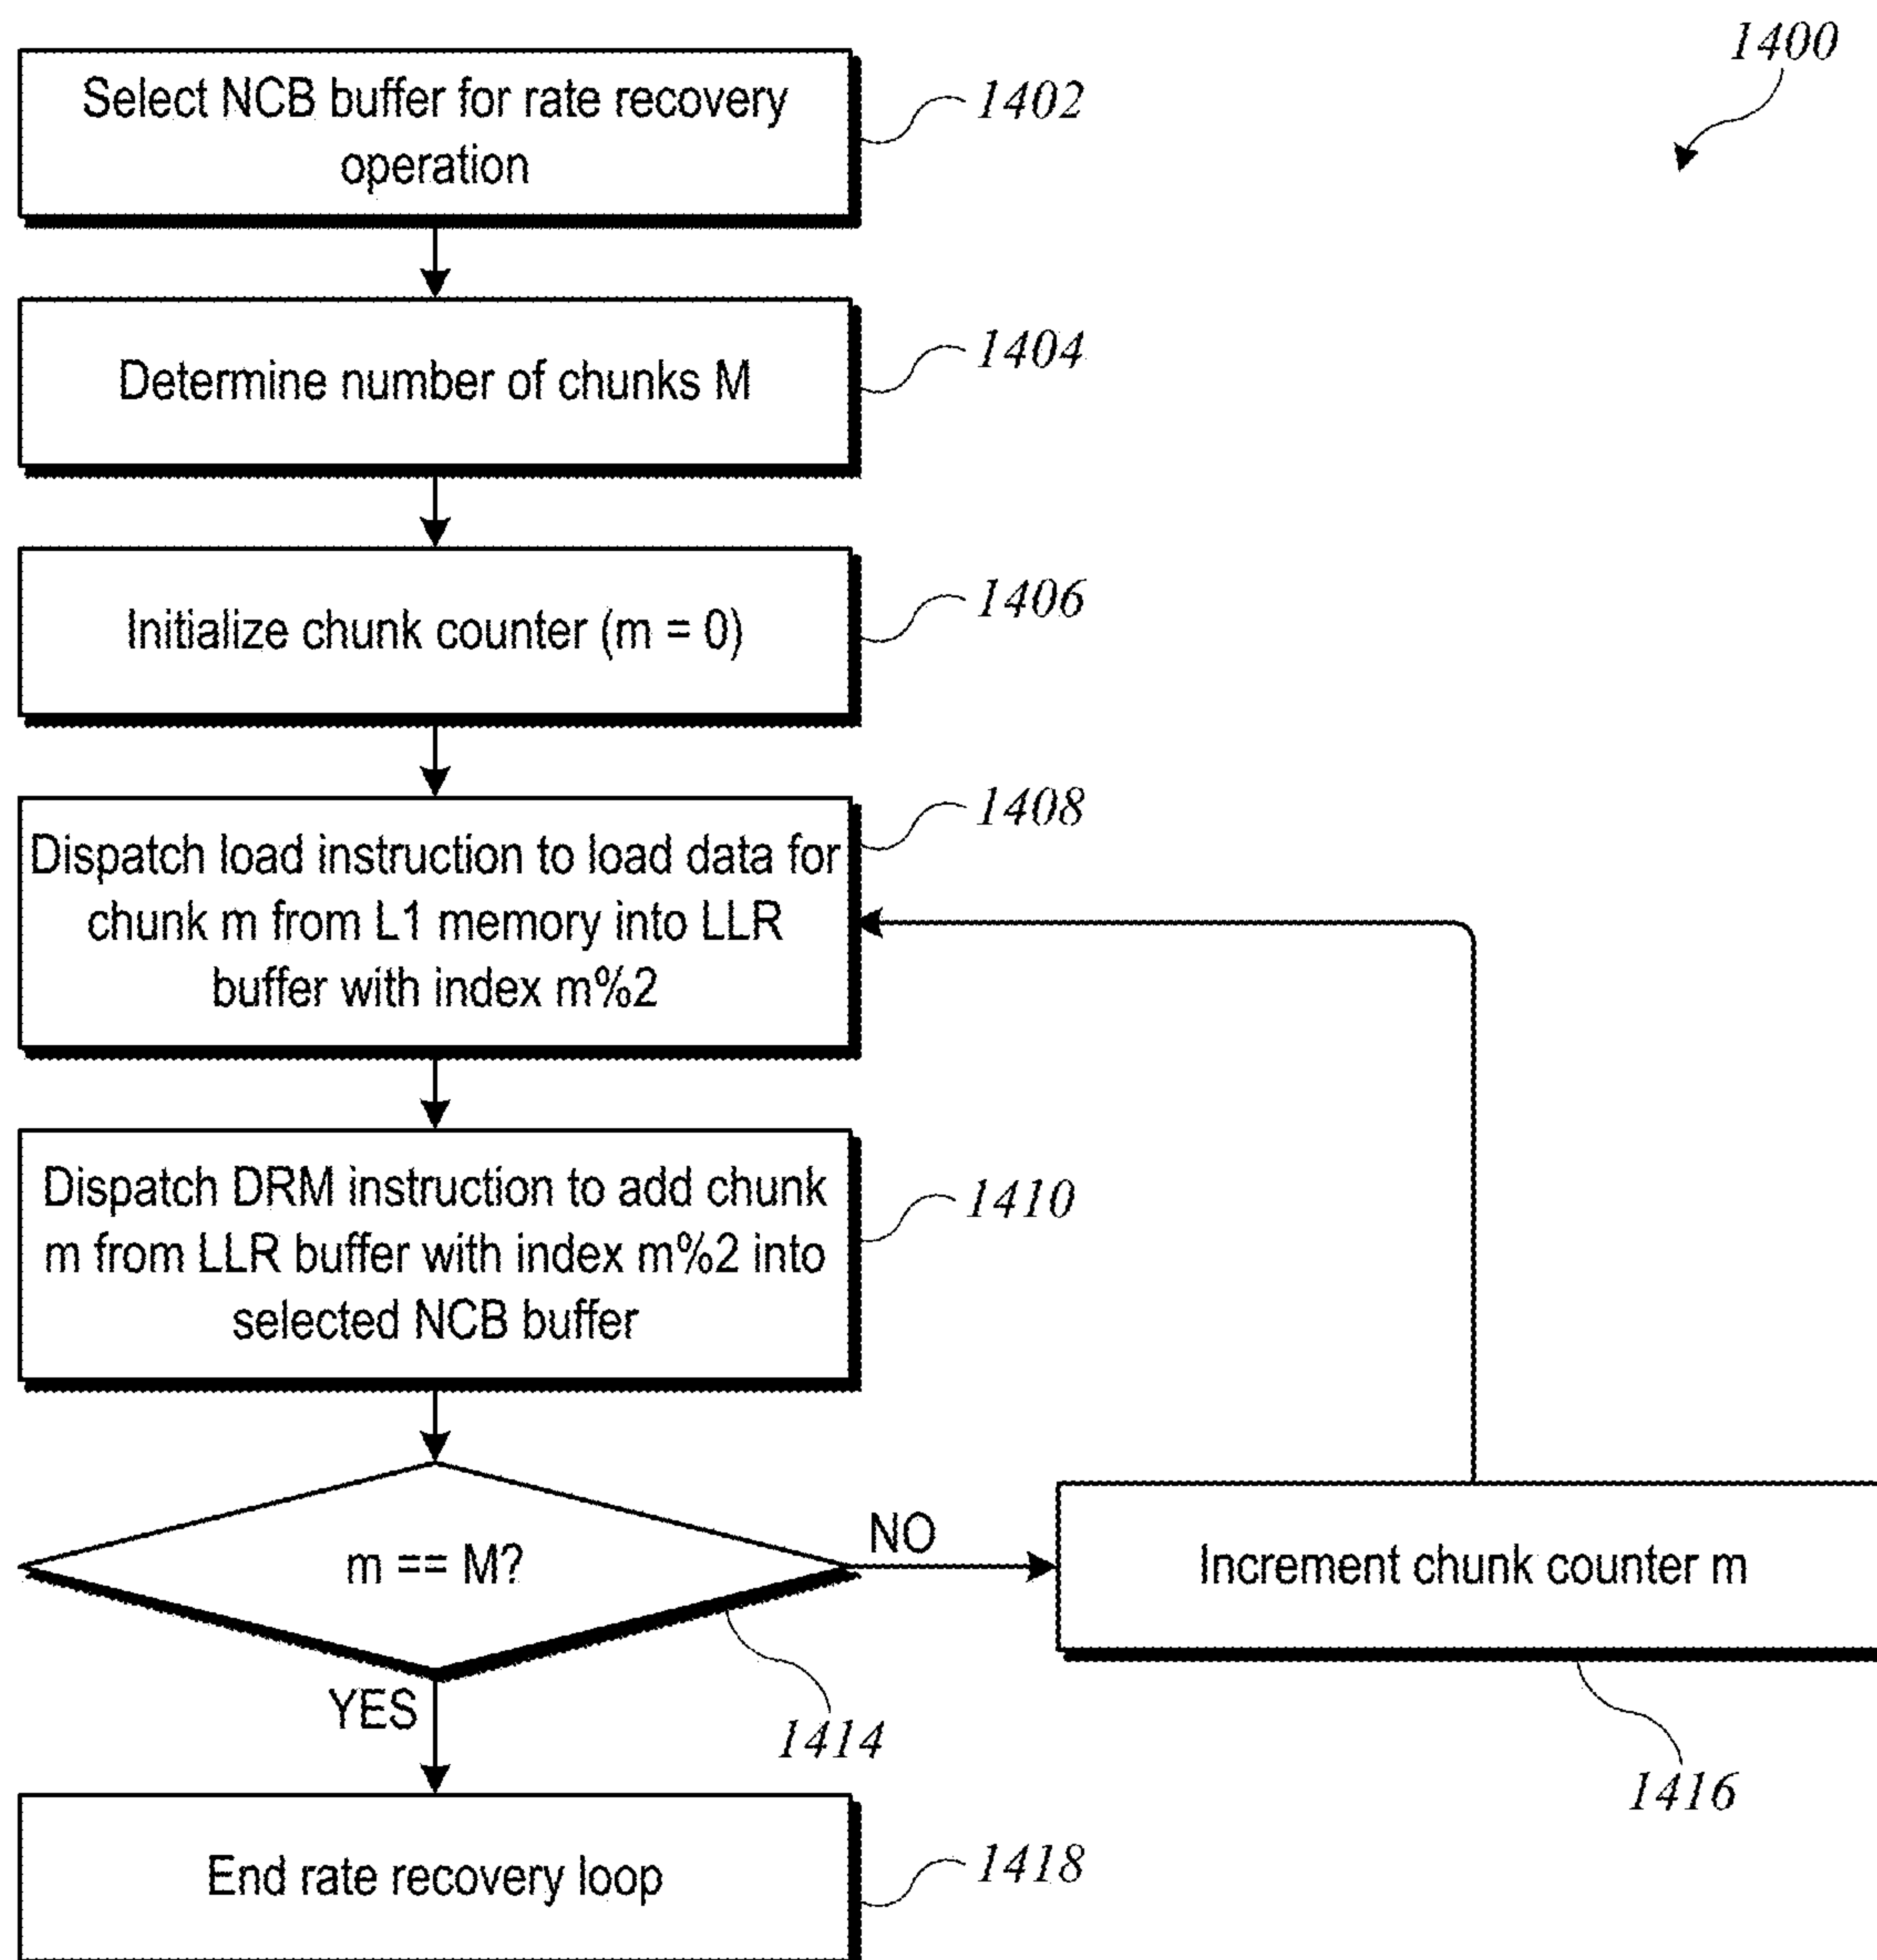 1400
Select NCB buffer for rate recovery
operation
1402
Determine number of chunks M
1404
Initialize chunk counter (m = 0)
1406
Dispatch load instruction to load data for
chunk m from L1 memory into LLR
buffer with index m%2
1408
Dispatch DRM instruction to add chunk
m from LLR buffer with index m%2 into
selected NCB buffer
1410
m == M?
NO
Increment chunk counter m
YES
1414
1416
End rate recovery loop
1418